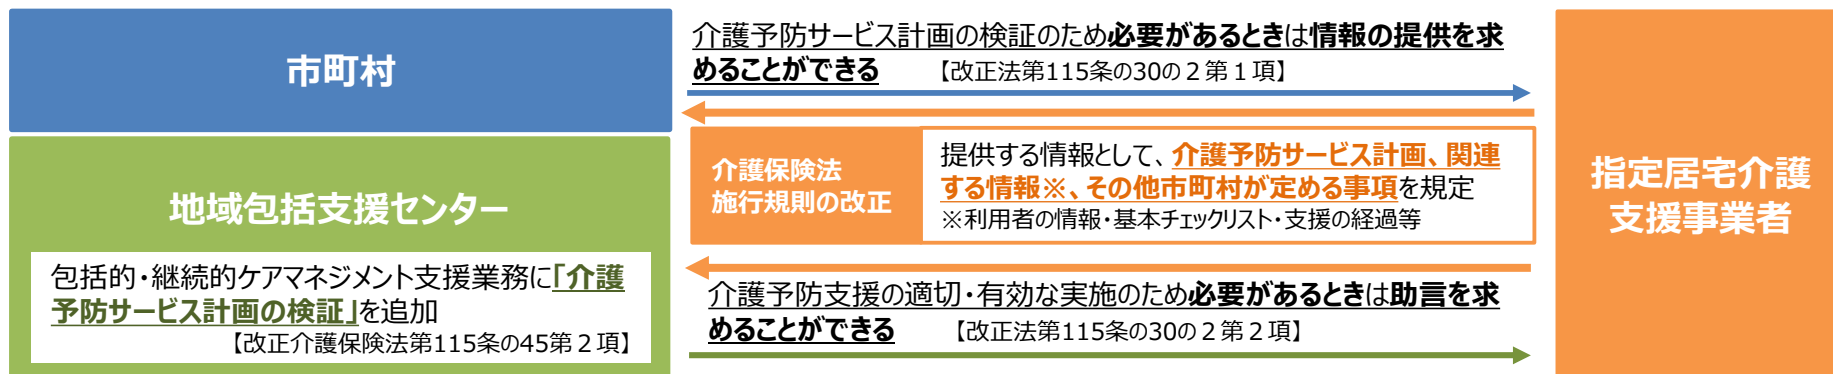 市町村
介護予防サービス計画の検証のため必要があるときは情報の提供を求
めることができる 【改正法第115条の30の２第１項】
介護保険法
施行規則の改正
提供する情報として、介護予防サービス計画、関連
する情報※、その他市町村が定める事項を規定
※利用者の情報・基本チェックリスト・支援の経過等
地域包括支援センター
包括的・継続的ケアマネジメント支援業務に「介護
予防サービス計画の検証」を追加
【改正介護保険法第115条の45第２項】
介護予防支援の適切・有効な実施のため必要があるときは助言を求
めることができる 【改正法第115条の30の２第２項】
指定居宅介護
支援事業者